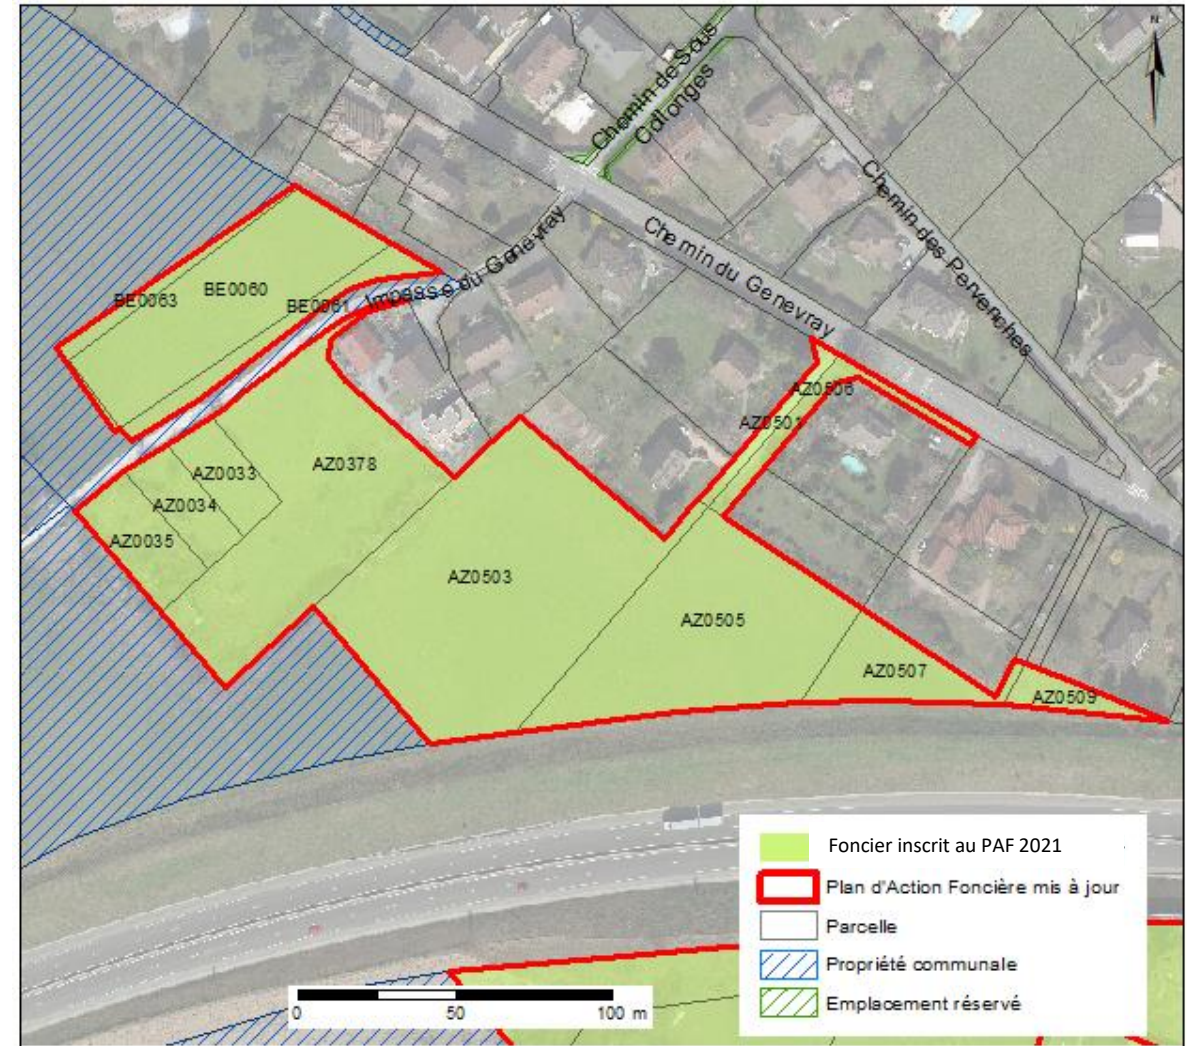 N
Chemin de Sous
Collonges
Chemin des Pervenches
Chemin du Genevray
Impasse du Genevray
BE0063
BE0060
BE0061
AZ0506
AZ0501
AZ0378
AZ0033
AZ0034
AZ0035
AZ0503
AZ0505
AZ0507
AZ0509
Foncier inscrit au PAF 2021
Plan d'Action Foncière mis à jour
Parcelle
Propriété communale
Emplacement réservé
0 50 100 m